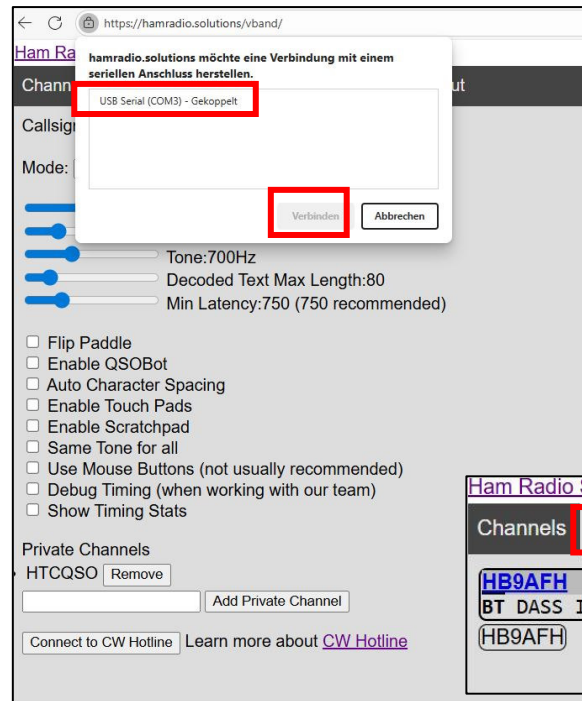 https://hamradio.solutions/vband/
Ham Ra
hamradio.solutions möchte eine Verbindung mit einem
seriellen Anschluss herstellen.
Chann
ut
USB Serial (COM3) - Gekoppelt
Callsig
Mode:
Verbinden
Abbrechen
Tone:700Hz
Decoded Text Max Length:80
Min Latency:750 (750 recommended)
Flip Paddle
Enable QSOBot
Auto Character Spacing
Enable Touch Pads
Enable Scratchpad
Same Tone for all
Use Mouse Buttons (not usually recommended)
Debug Timing (when working with our team)
Show Timing Stats
Private Channels
HTCQSO Remove
Add Private Channel
Connect to CW Hotline Learn more about CW Hotline
Ham Radio
Channels
HB9AFH
BT DASS
HB9AFH